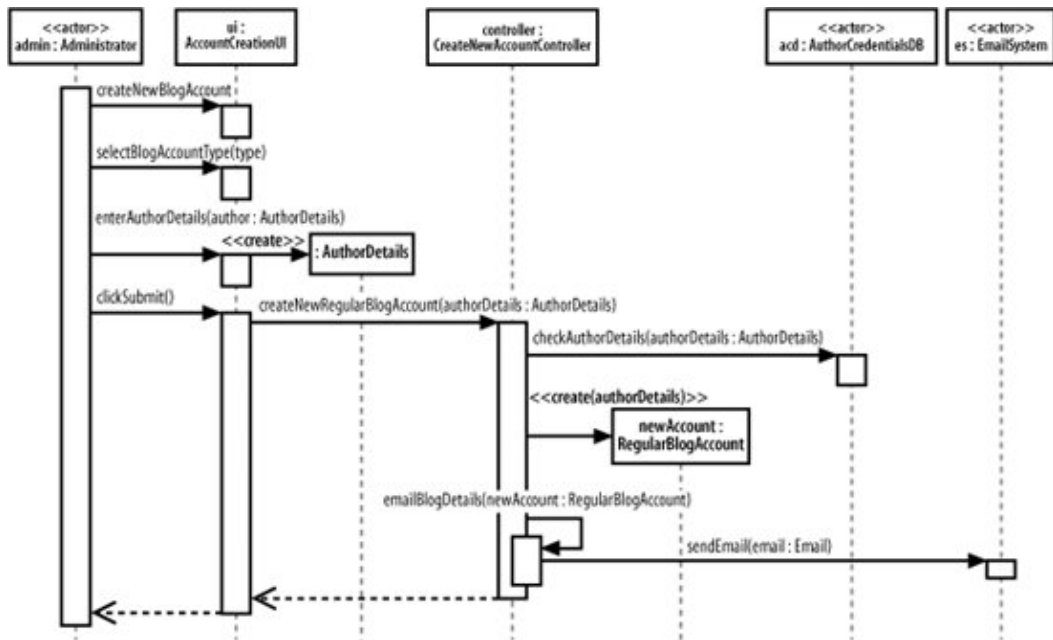 <<actor>>
admin : Administrator
ui :
AccountCreationUI
controller :
CreateNewAccountController
<<actor>>
acd : AuthorCredentialsDB
<<actor>>
es : EmailSystem
createNewBlogAccount
selectBlogAccountType(type)
enterAuthorDetails(author : AuthorDetails)
<<create>>
: AuthorDetails
clickSubmit()
createNewRegularBlogAccount(authorDetails : AuthorDetails)
checkAuthorDetails(authorDetails : AuthorDetails)
<<create(authorDetails)>>
newAccount :
RegularBlogAccount
emailBlogDetails(newAccount : RegularBlogAccount)
sendEmail(email : Email)